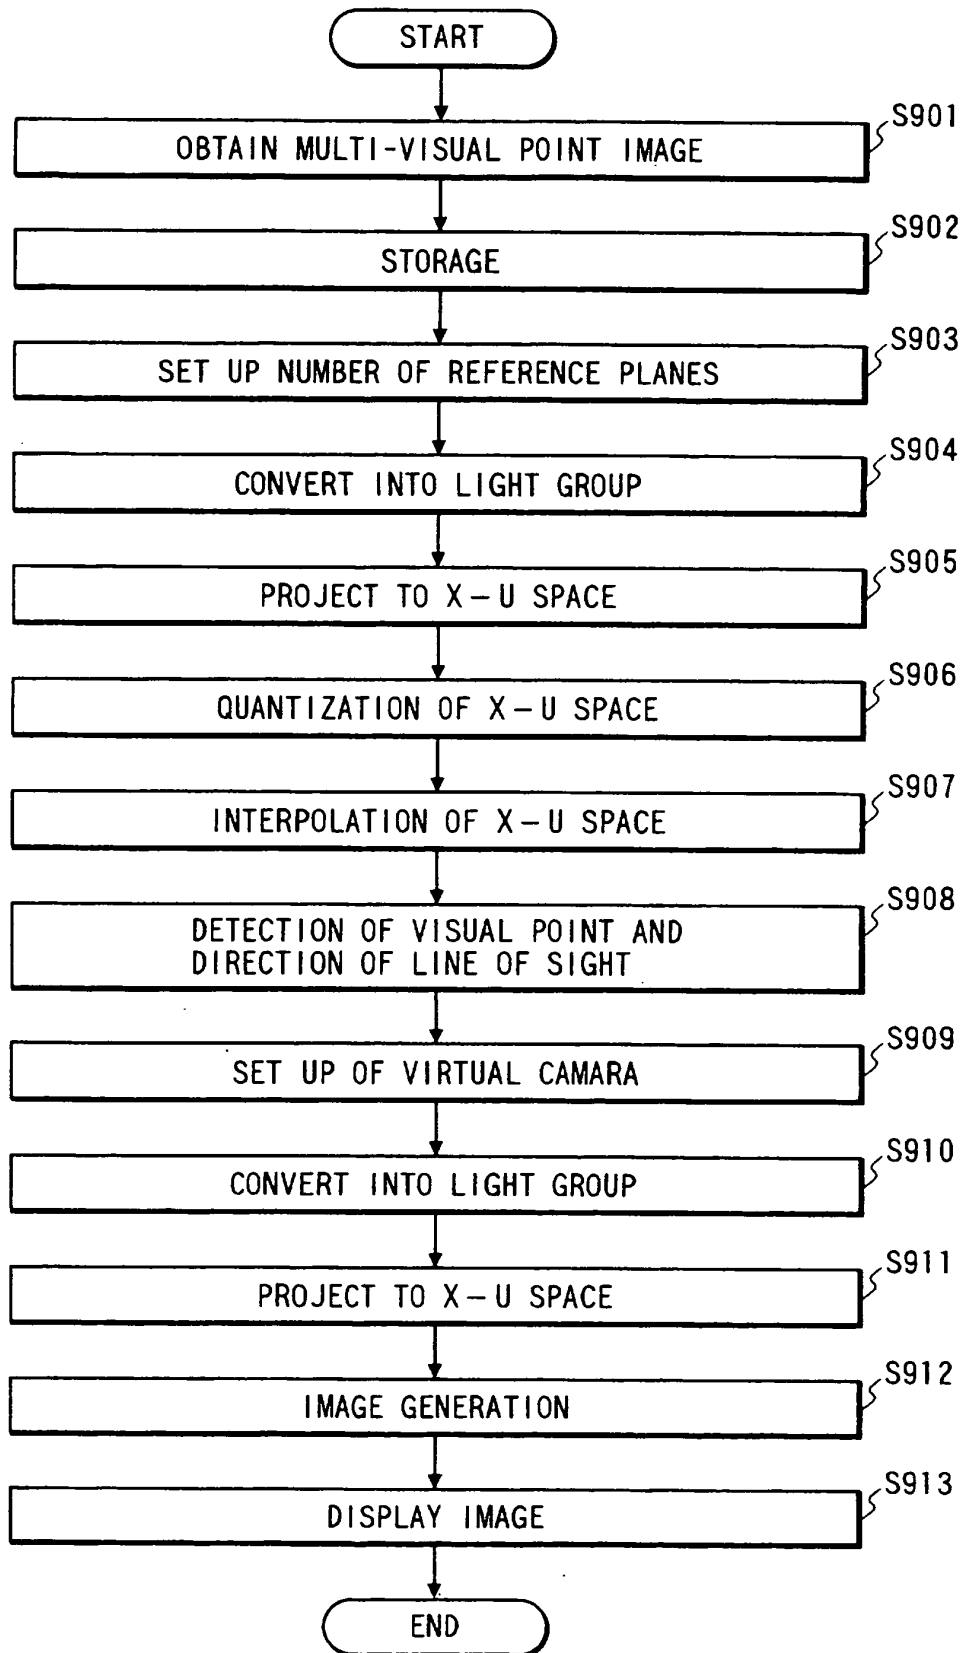 START
S901
OBTAIN MULTI-VISUAL POINT IMAGE
S902
STORAGE
S903
SET UP NUMBER OF REFERENCE PLANES
S904
CONVERT INTO LIGHT GROUP
S905
PROJECT TO X-U SPACE
S906
QUANTIZATION OF X-U SPACE
S907
INTERPOLATION OF X-U SPACE
S908
DETECTION OF VISUAL POINT AND
DIRECTION OF LINE OF SIGHT
S909
SET UP OF VIRTUAL CAMARA
S910
CONVERT INTO LIGHT GROUP
S911
PROJECT TO X-U SPACE
S912
IMAGE GENERATION
S913
DISPLAY IMAGE
END